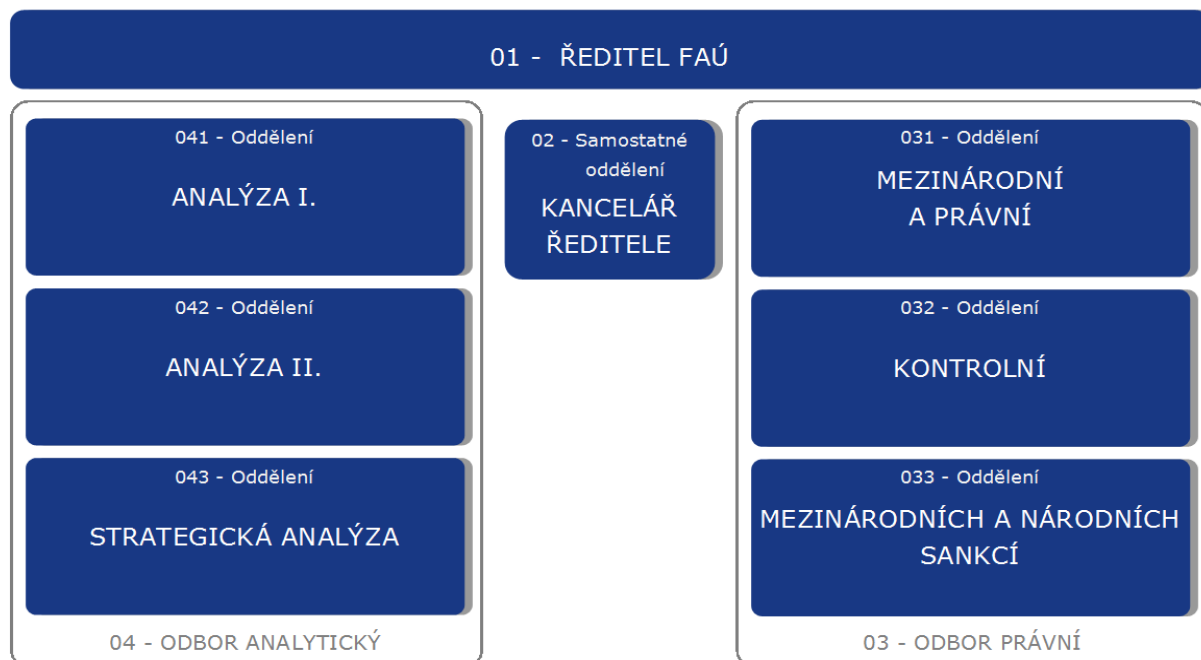 01 - ŘEDITEL FAÚ
041 - Oddělení
ANALÝZA I.
042 - Oddělení
ANALÝZA II.
043 - Oddělení
STRATEGICKÁ ANALÝZA
04 - ODBOR ANALYTICKÝ
02 - Samostatné
oddělení
KANCELÁŘ
ŘEDITELE
031 - Oddělení
MEZINÁRODNÍ
A PRÁVNÍ
032 - Oddělení
KONTROLNÍ
033 - Oddělení
MEZINÁRODNÍCH A NÁRODNÍCH
SANKCÍ
03 - ODBOR PRÁVNÍ